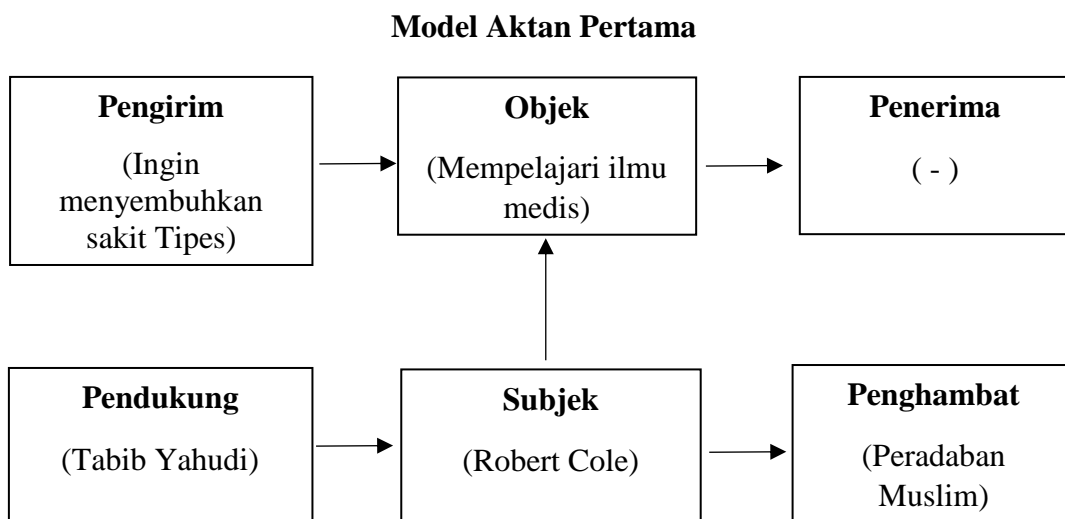 Model Aktan Pertama
Pengirim
(Ingin
menyembuhkan
sakit Tipes)
Objek
(Mempelajari ilmu
medis)
Penerima
( - )
Pendukung
(Tabib Yahudi)
Subjek
(Robert Cole)
Penghambat
(Peradaban
Muslim)